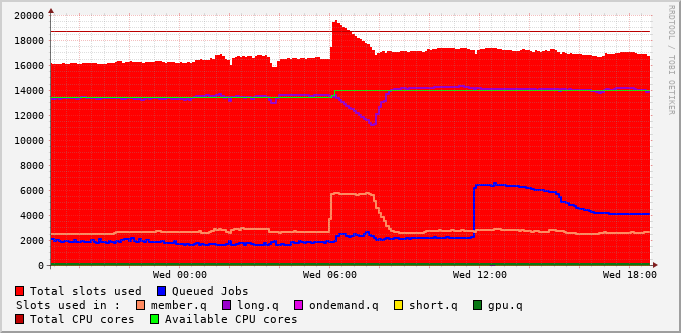 RRDTOOL / TOBI OETIKER
20000
18000
16000
14000
12000
10000
8000
6000
4000
2000
0
Wed 00:00 Wed 06:00 Wed 12:00 Wed 18:00
Total slots used Queued Jobs
Slots used in : member.q long.q ondemand.q short.q gpu.q
Total CPU cores Available CPU cores